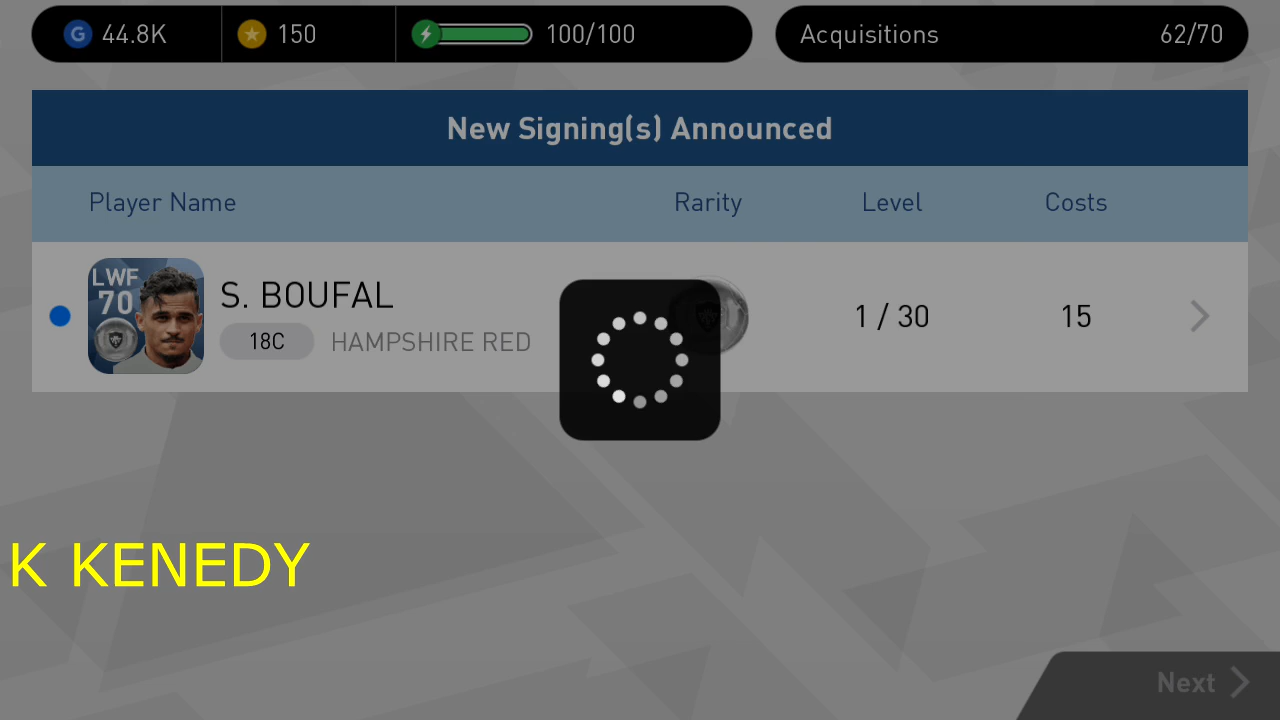 44.8K 150 100/100 Acquisitions 62/70
New Signing(s) Announced
Player Name Rarity Level Costs
LWF
70
S. BOUFAL
18C HAMPSHIRE RED
1 / 30 15
K KENEDY
Next